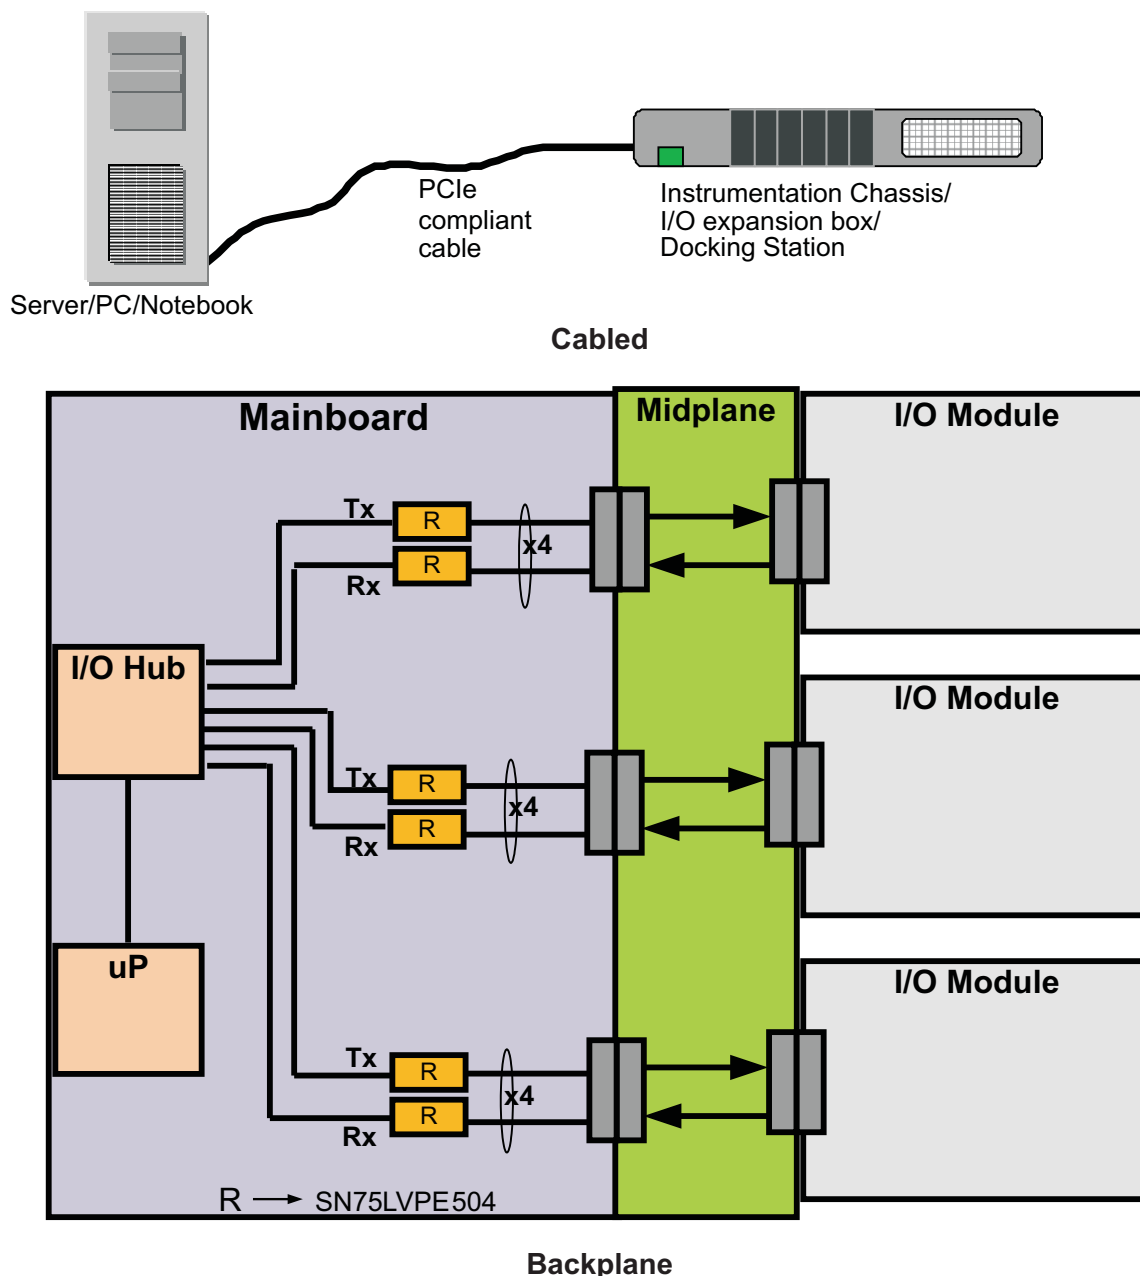 PCIe
compliant
cable
Instrumentation Chassis/
I/O expansion box/
Docking Station
Server/PC/Notebook
Cabled
Mainboard
Midplane
I/O Module
Tx
R
x4
R
Rx
I/O Hub
I/O Module
Tx
R
x4
R
Rx
uP
I/O Module
Tx
R
x4
R
Rx
R → SN75LVPE504
Backplane